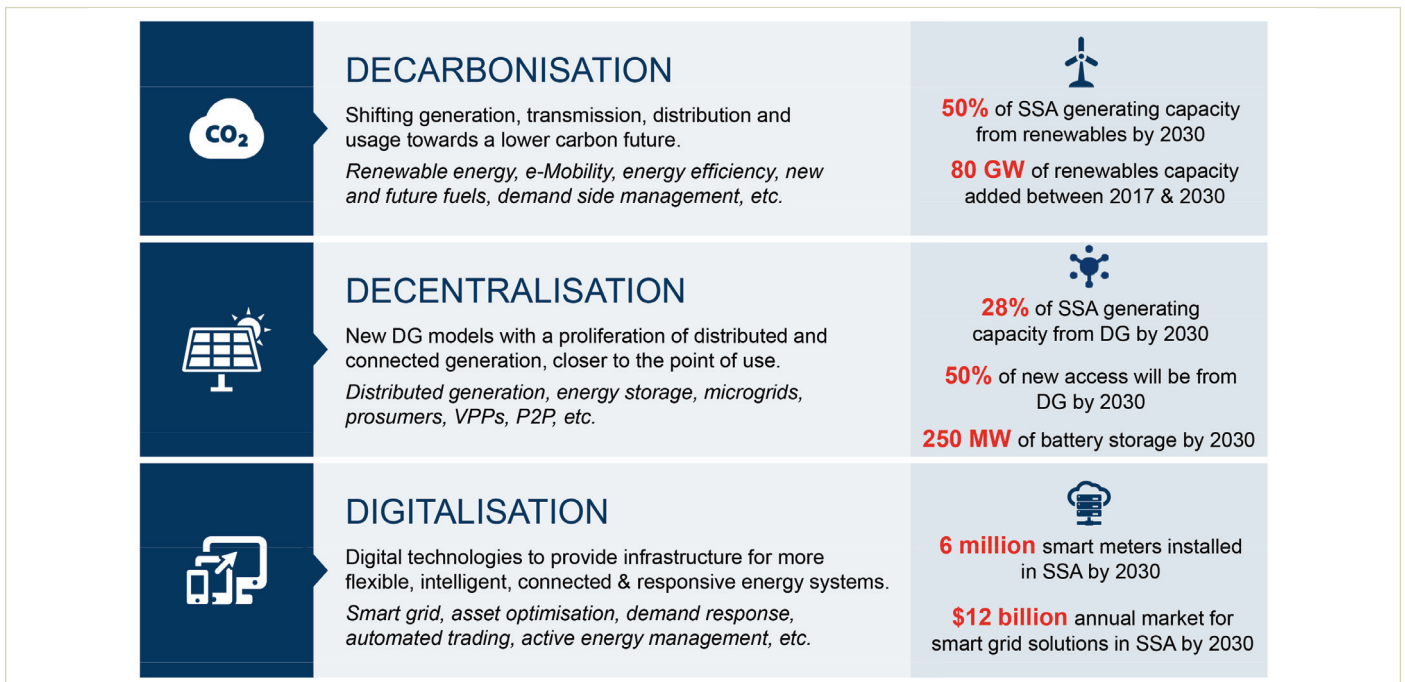 CO₂
DECARBONISATION
Shifting generation, transmission, distribution and
usage towards a lower carbon future.
Renewable energy, e-Mobility, energy efficiency, new
and future fuels, demand side management, etc.
50% of SSA generating capacity
from renewables by 2030
80 GW of renewables capacity
added between 2017 & 2030
DECENTRALISATION
New DG models with a proliferation of distributed and
connected generation, closer to the point of use.
Distributed generation, energy storage, microgrids,
prosumers, VPPs, P2P, etc.
28% of SSA generating
capacity from DG by 2030
50% of new access will be from
DG by 2030
250 MW of battery storage by 2030
DIGITALISATION
Digital technologies to provide infrastructure for more
flexible, intelligent, connected & responsive energy systems.
Smart grid, asset optimisation, demand response,
automated trading, active energy management, etc.
6 million smart meters installed
in SSA by 2030
$12 billion annual market for
smart grid solutions in SSA by 2030